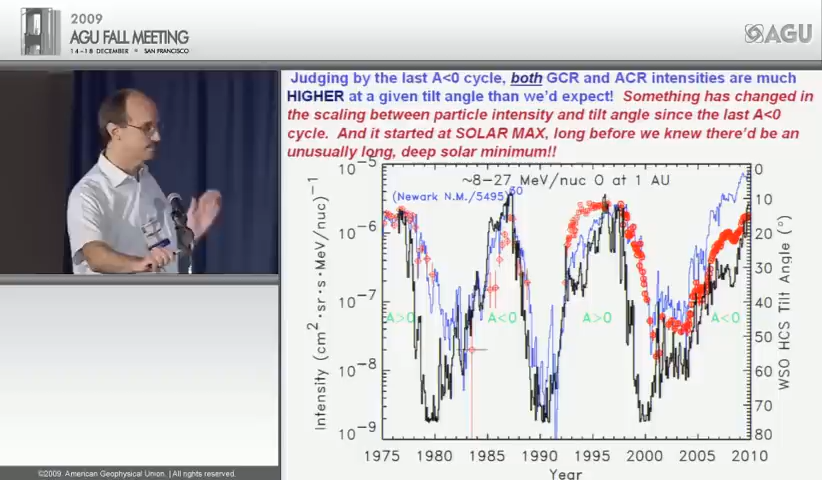 2009
AGU FALL MEETING
14-18 DECEMBER • SAN FRANCISCO
AGU
Judging by the last A<0 cycle, both GCR and ACR intensities are much
HIGHER at a given tilt angle than we'd expect! Something has changed in
the scaling between particle intensity and tilt angle since the last A<0
cycle. And it started at SOLAR MAX, long before we knew there'd be an
unusually long, deep solar minimum!!
~8-27 MeV/nuc O at 1 AU
(Newark N.M./5495)^60
Intensity (cm²·sr·s·MeV/nuc)⁻¹
10⁻⁵
10⁻⁶
10⁻⁷
10⁻⁸
10⁻⁹
A>0
A<0
A>0
A<0
0
10
20
30
40
50
60
70
80
WSO HCS Tilt Angle (°)
1975 1980 1985 1990 1995 2000 2005 2010
Year
©2009. American Geophysical Union. | All rights reserved.